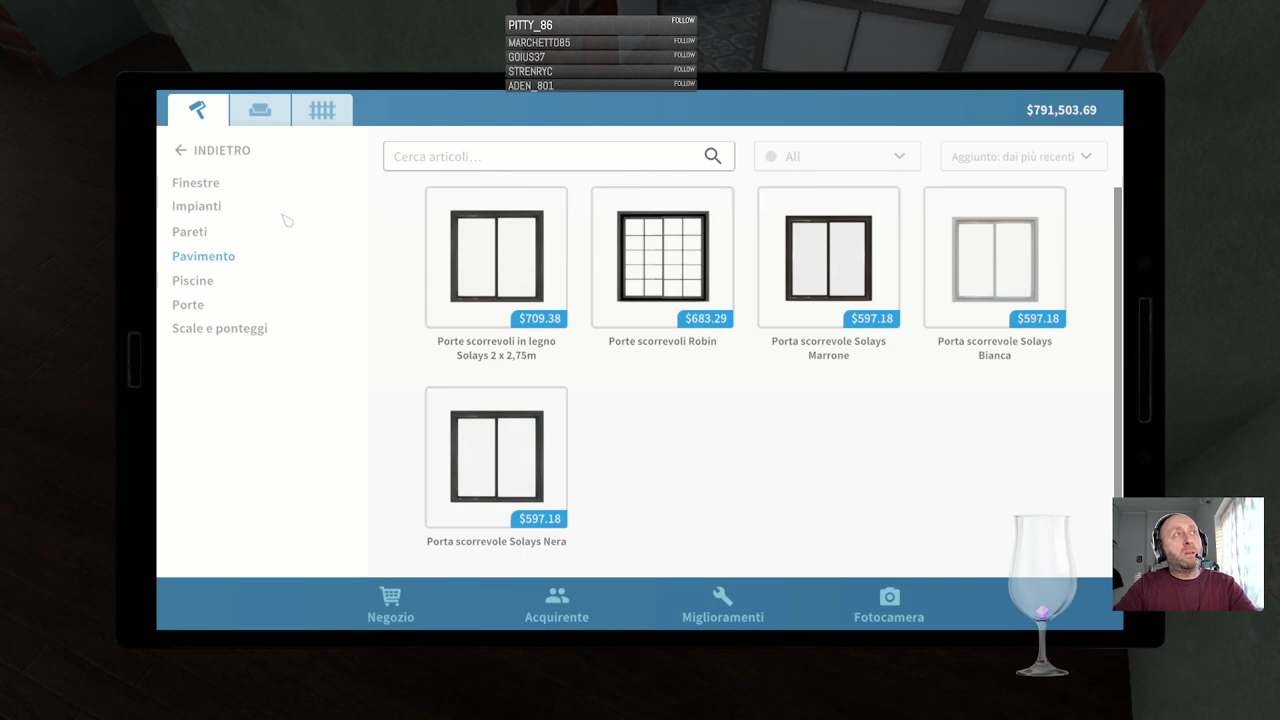 PITTY_86 FOLLOW
MARCHETTO85 FOLLOW
GOIUS37 FOLLOW
STRENRYC FOLLOW
ADEN_801 FOLLOW
$791,503.69
INDIETRO
Finestre
Impianti
Pareti
Pavimento
Piscine
Porte
Scale e ponteggi
Cerca articoli...
All
Aggiunto: dai più recenti
$709.38
$683.29
$597.18
$597.18
Porte scorrevoli in legno
Solays 2 x 2,75m
Porte scorrevoli Robin
Porta scorrevole Solays
Marrone
Porta scorrevole Solays
Bianca
$597.18
Porta scorrevole Solays Nera
Negozio
Acquirente
Miglioramenti
Fotocamera